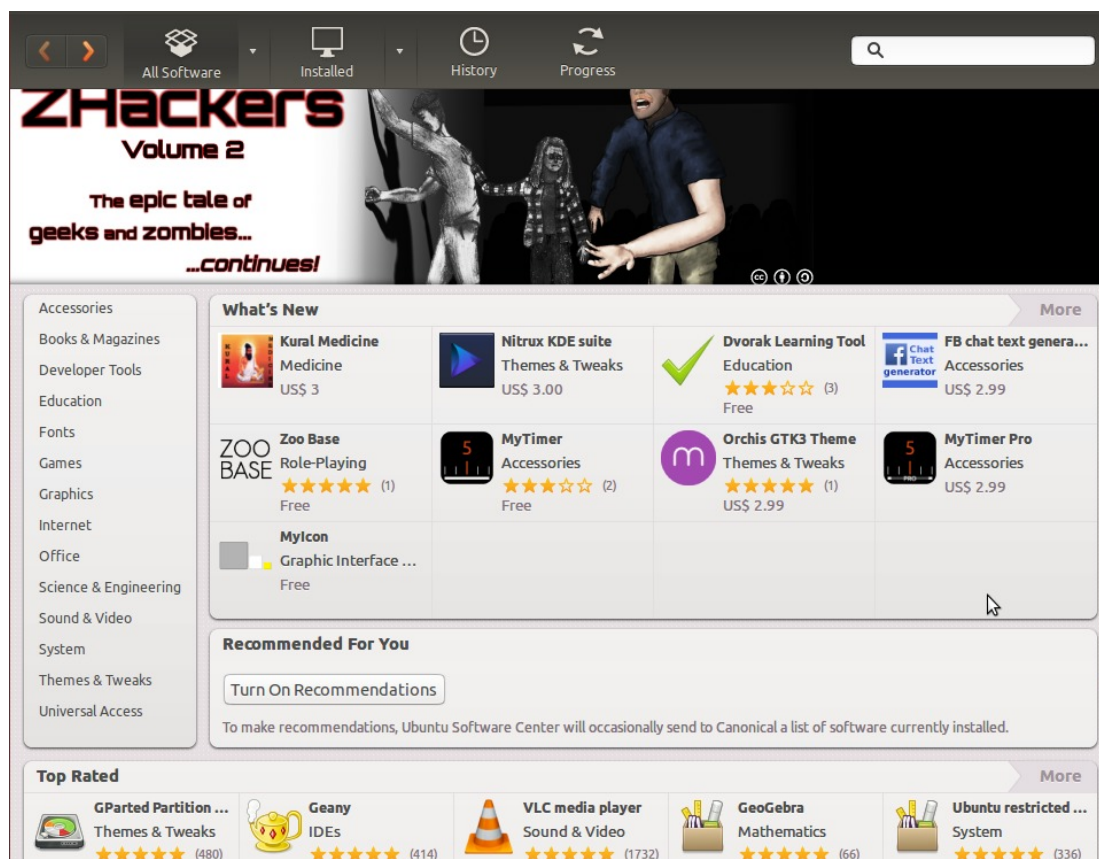 All Software
Installed
History
Progress
ZHackers
Volume 2
The epic tale of
geeks and zombies...
...continues!
Accessories
Books & Magazines
Developer Tools
Education
Fonts
Games
Graphics
Internet
Office
Science & Engineering
Sound & Video
System
Themes & Tweaks
Universal Access
What's New
More
Kural Medicine
Medicine
US$ 3
Nitrux KDE suite
Themes & Tweaks
US$ 3.00
Dvorak Learning Tool
Education
(3)
Free
Chat
Text
generator
FB chat text genera...
Accessories
US$ 2.99
ZOO
BASE
Zoo Base
Role-Playing
(1)
Free
5
MyTimer
Accessories
(2)
Free
m
Orchis GTK3 Theme
Themes & Tweaks
(1)
US$ 2.99
5
PRO
MyTimer Pro
Accessories
US$ 2.99
MyIcon
Graphic Interface ...
Free
Recommended For You
Turn On Recommendations
To make recommendations, Ubuntu Software Center will occasionally send to Canonical a list of software currently installed.
Top Rated
More
GParted Partition ...
Themes & Tweaks
(480)
Geany
IDEs
(414)
VLC media player
Sound & Video
(1732)
GeoGebra
Mathematics
(66)
Ubuntu restricted ...
System
(336)